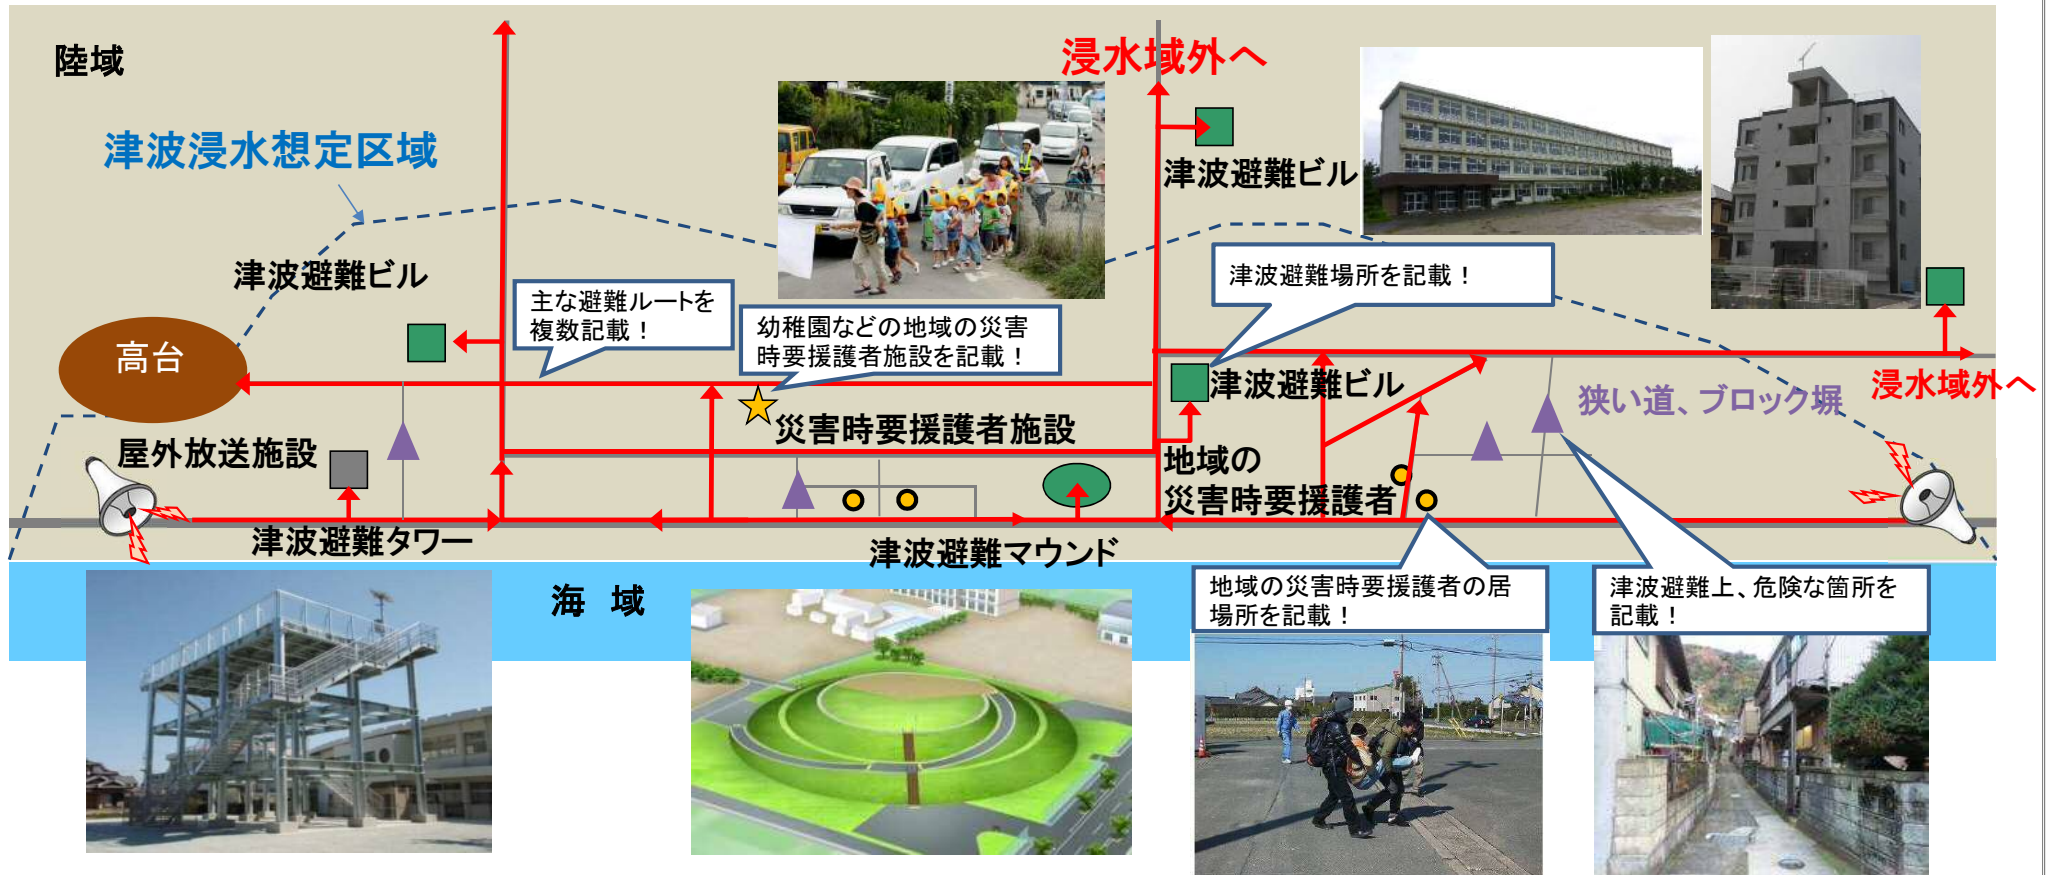 陸域
浸水域外へ
津波浸水想定区域
津波避難ビル
津波避難ビル
津波避難場所を記載！
主な避難ルートを
複数記載！
幼稚園などの地域の災害
時要援護者施設を記載！
高台
津波避難ビル
狭い道、ブロック塀
浸水域外へ
災害時要援護者施設
屋外放送施設
地域の
災害時要援護者
津波避難タワー
津波避難マウンド
海 域
地域の災害時要援護者の居
場所を記載！
津波避難上、危険な箇所を
記載！